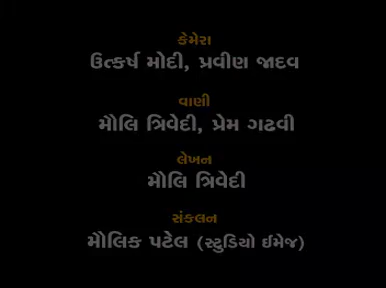 કેમેરા
ઉત્કર્ષ મોદી, પ્રવીણ જાદવ
વાણી
મૌલિ ત્રિવેદી, પ્રેમ ગઢવી
લેખન
મૌલિ ત્રિવેદી
સંકલન
મૌલિક પટેલ (સ્ટુડિયો ઈમેજ)